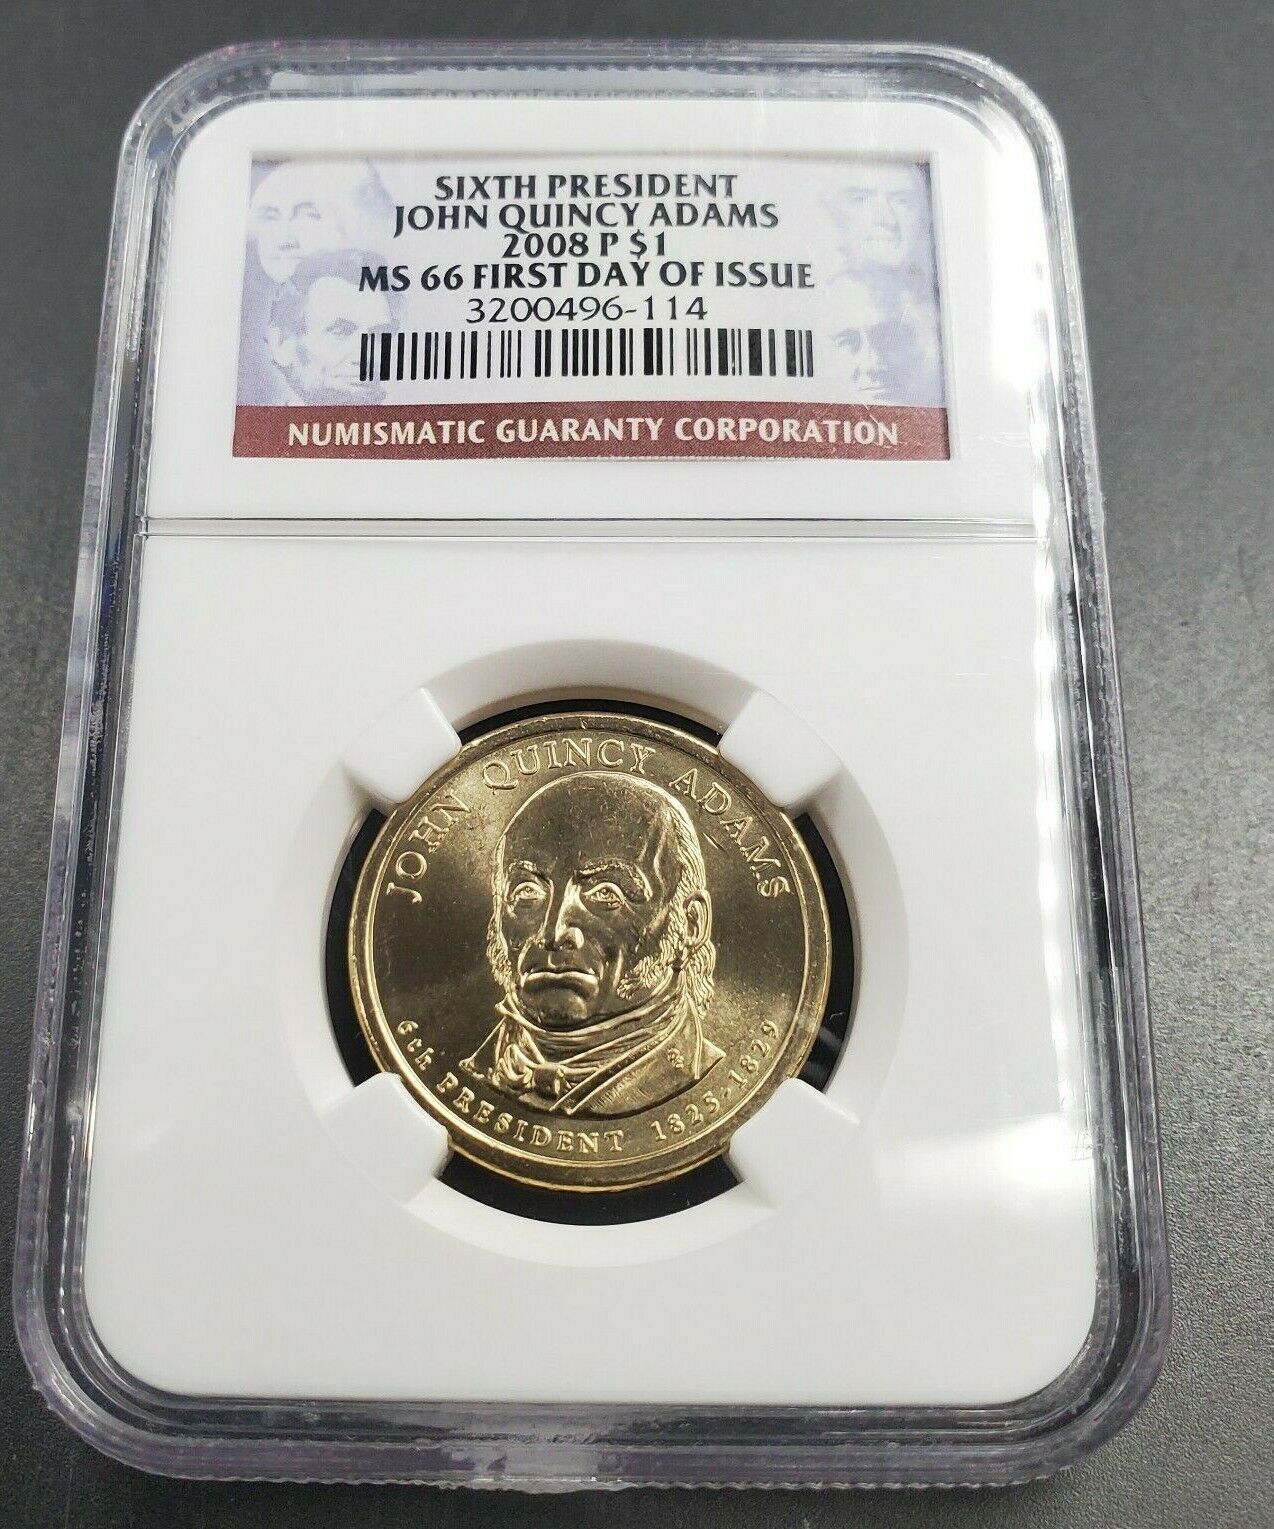 SIXTH PRESIDENT
JOHN QUINCY ADAMS
2008 P $1
MS 66 FIRST DAY OF ISSUE
3200496-114
NUMISMATIC GUARANTY CORPORATION
JOHN QUINCY ADAMS
6th PRESIDENT 1825-1829